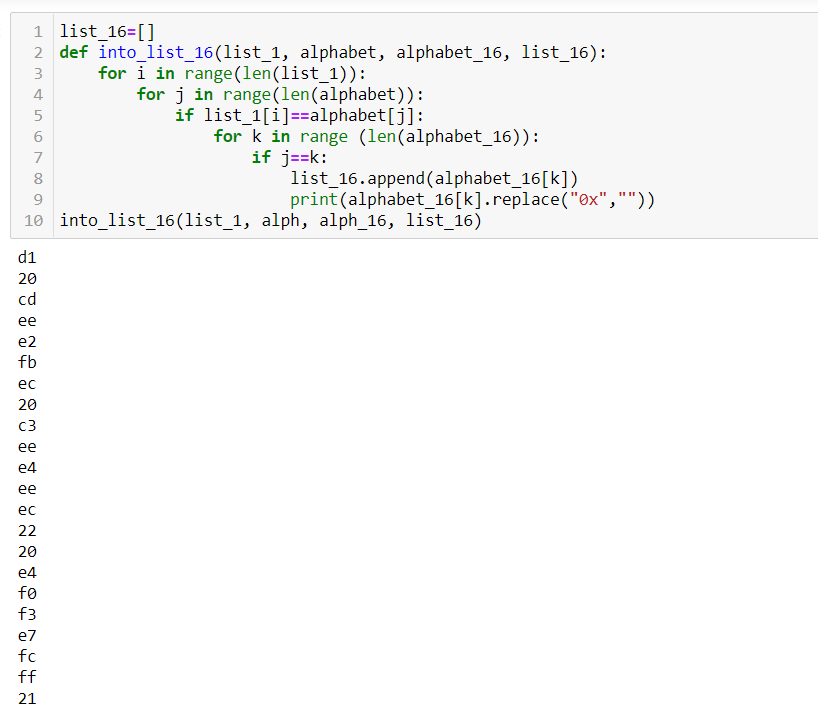 1 list_16=[]
2 def into_list_16(list_1, alphabet, alphabet_16, list_16):
3     for i in range(len(list_1)):
4         for j in range(len(alphabet)):
5             if list_1[i]==alphabet[j]:
6                 for k in range (len(alphabet_16)):
7                     if j==k:
8                         list_16.append(alphabet_16[k])
9                         print(alphabet_16[k].replace("0x",""))
10 into_list_16(list_1, alph, alph_16, list_16)
d1
20
cd
ee
e2
fb
ec
20
c3
ee
e4
ee
ec
22
20
e4
f0
f3
e7
fc
ff
21